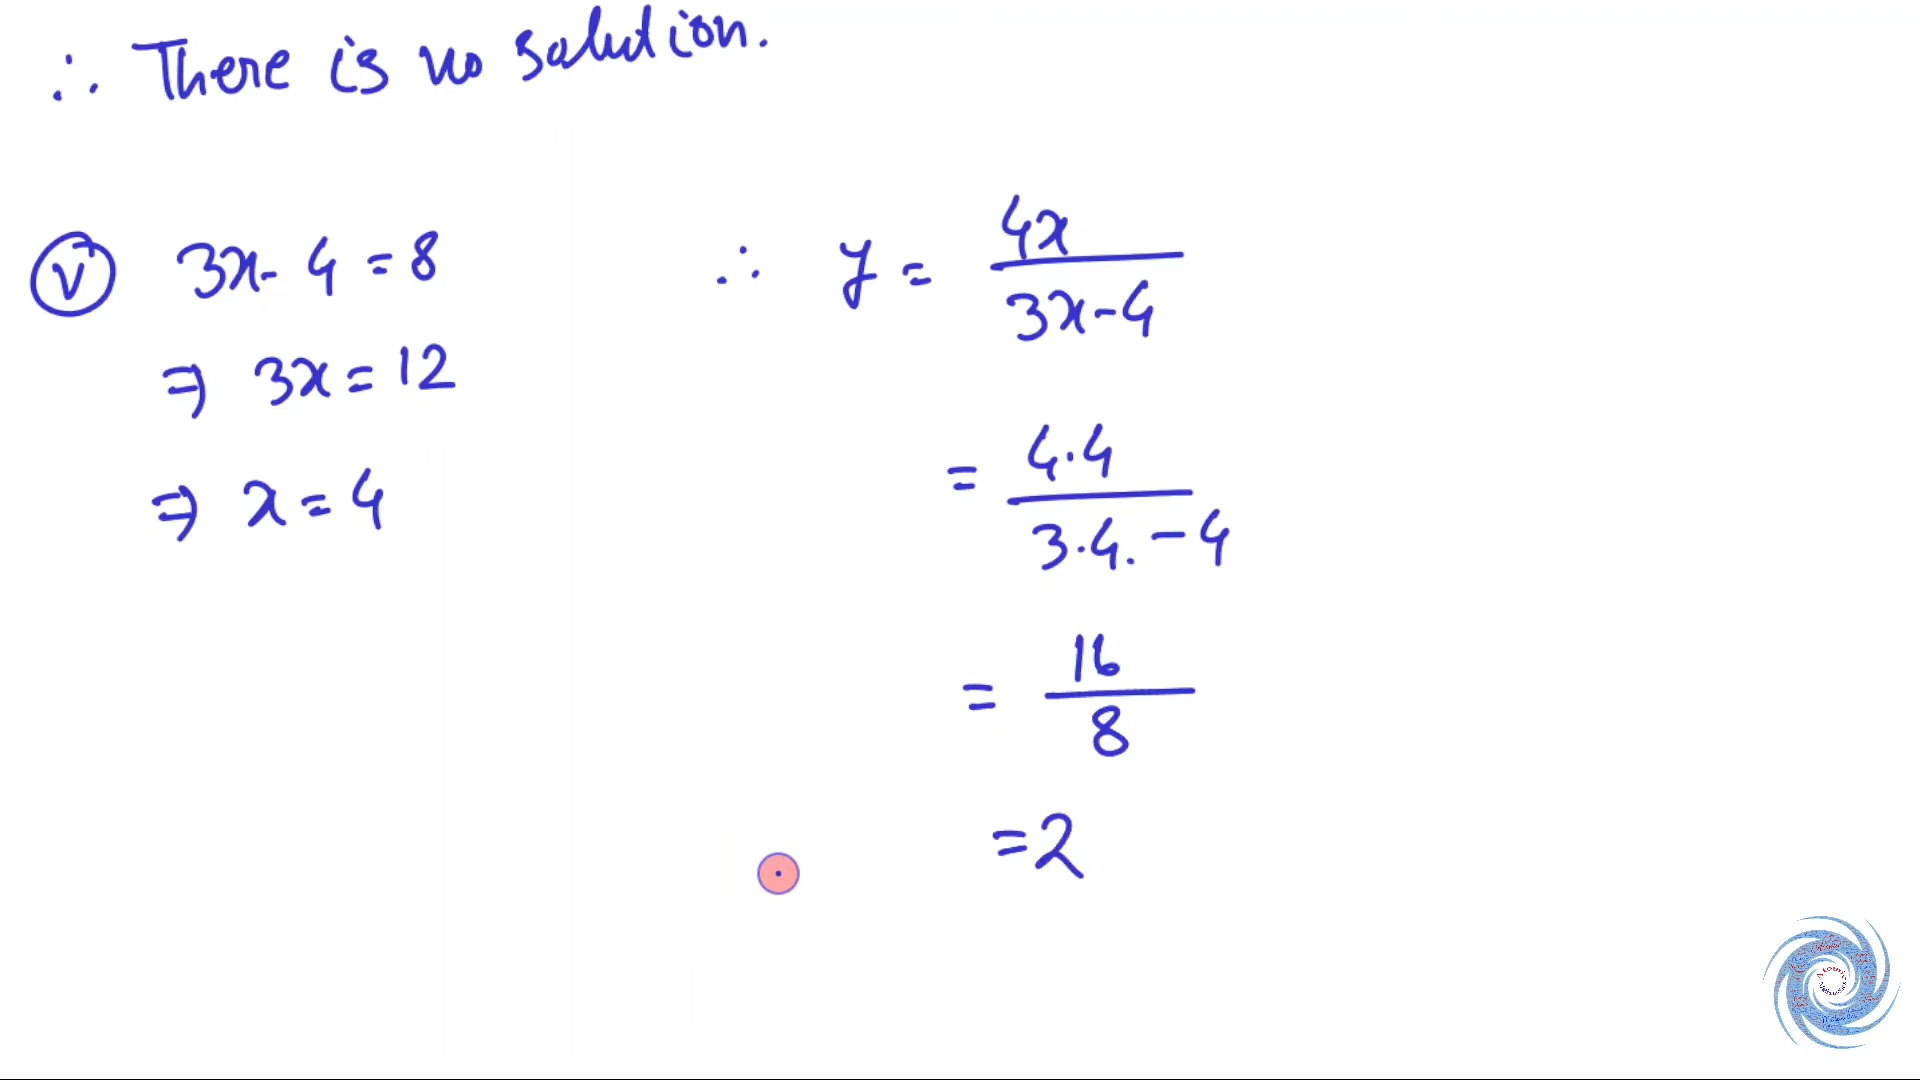 ∴ There is no solution.
(v) 3x - 4 = 8
⇒ 3x = 12
⇒ x = 4
∴ y = 4x / 3x - 4
= 4·4 / 3·4. - 4
= 16 / 8
= 2